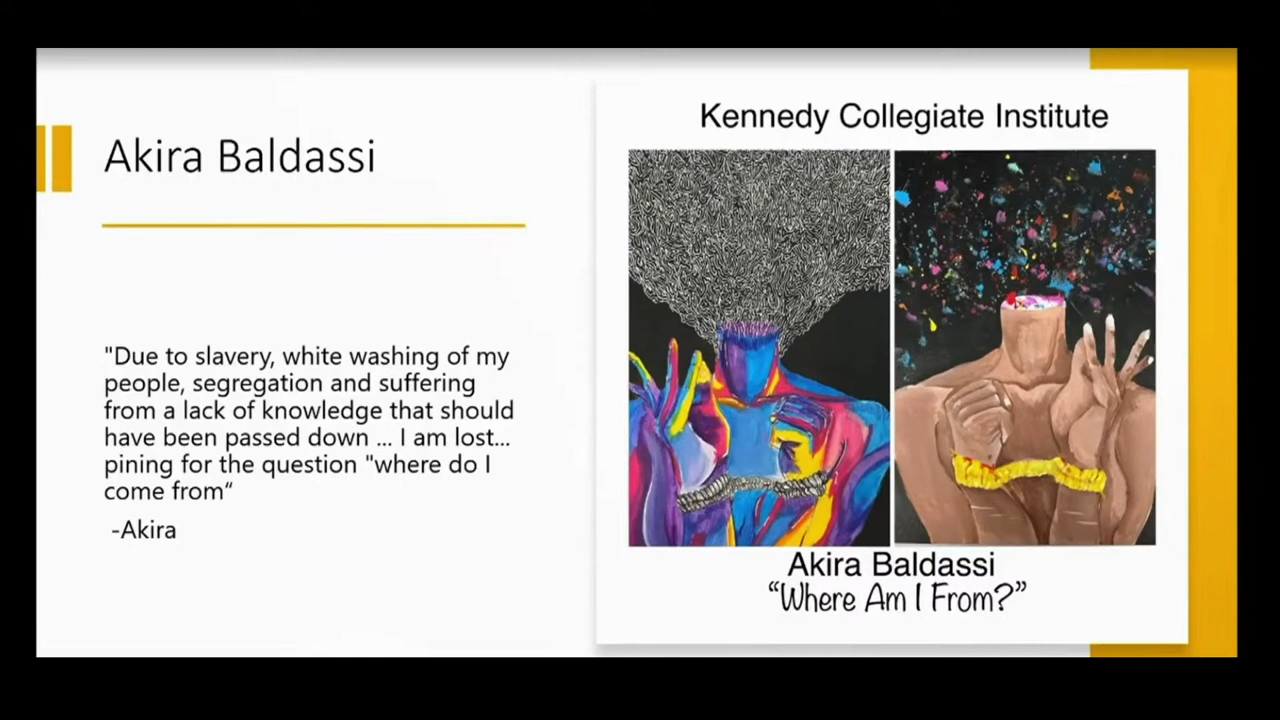 Akira Baldassi
"Due to slavery, white washing of my
people, segregation and suffering
from a lack of knowledge that should
have been passed down ... I am lost...
pining for the question "where do I
come from“
-Akira
Kennedy Collegiate Institute
Akira Baldassi
“Where Am I From?”